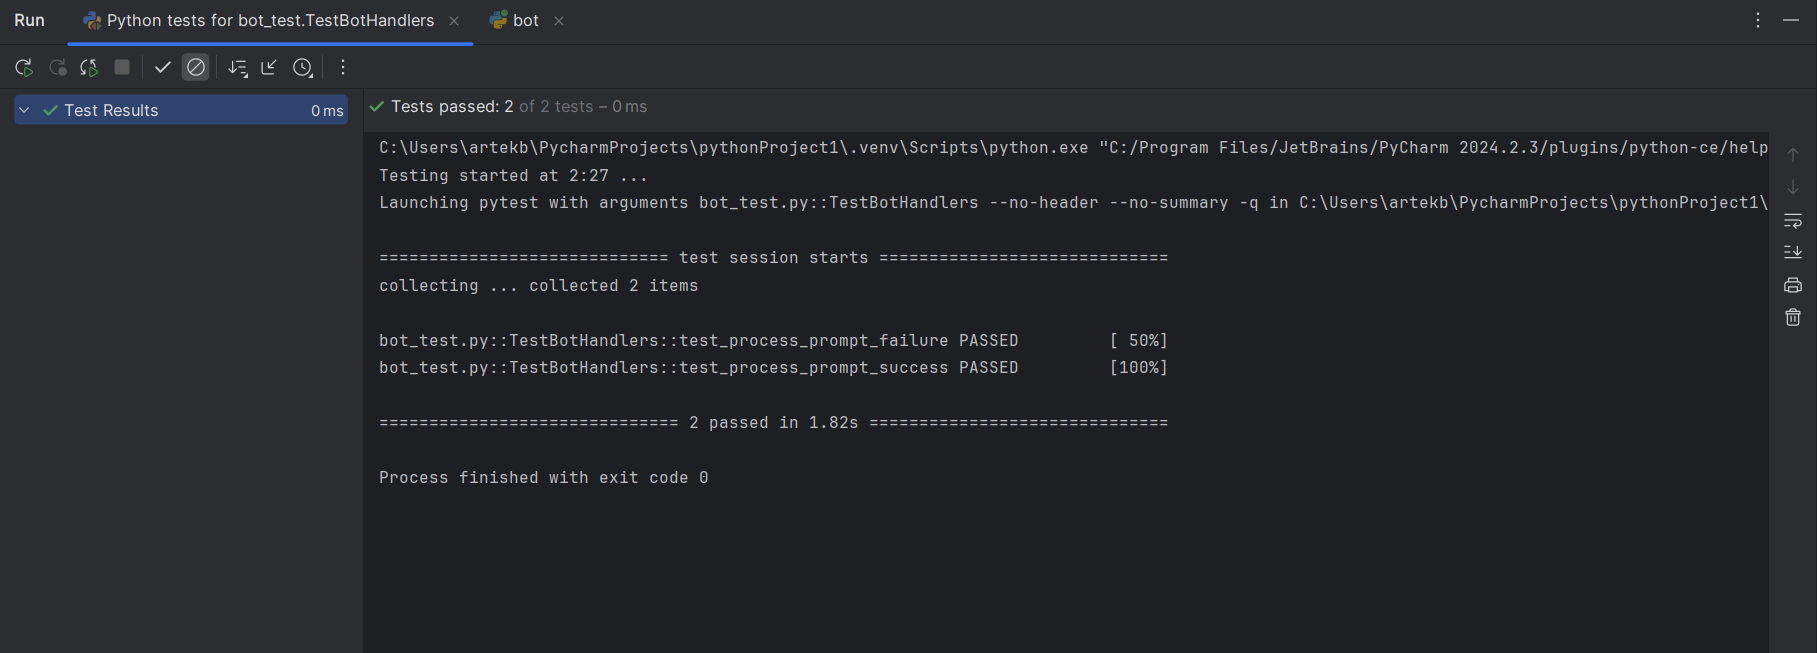 Run
Python tests for bot_test.TestBotHandlers
bot
Test Results 0 ms
Tests passed: 2 of 2 tests – 0 ms
C:\Users\artekb\PycharmProjects\pythonProject1\.venv\Scripts\python.exe "C:/Program Files/JetBrains/PyCharm 2024.2.3/plugins/python-ce/help
Testing started at 2:27 ...
Launching pytest with arguments bot_test.py::TestBotHandlers --no-header --no-summary -q in C:\Users\artekb\PycharmProjects\pythonProject1\
============================= test session starts =============================
collecting ... collected 2 items
bot_test.py::TestBotHandlers::test_process_prompt_failure PASSED [ 50%]
bot_test.py::TestBotHandlers::test_process_prompt_success PASSED [100%]
============================== 2 passed in 1.82s ==============================
Process finished with exit code 0